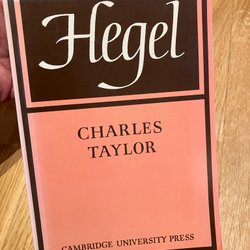 Hegel
CHARLES
TAYLOR
CAMBRIDGE UNIVERSITY PRESS